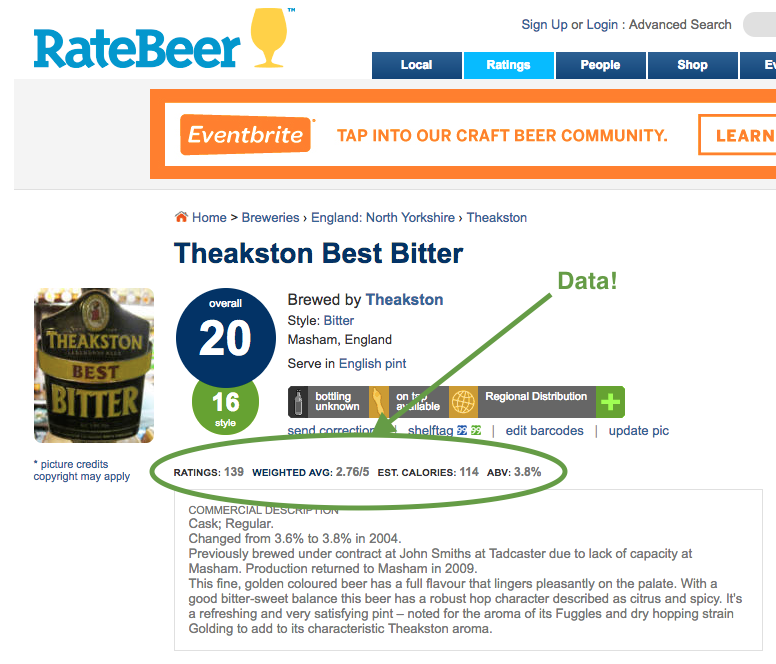 RateBeer™
Sign Up or Login : Advanced Search
Local
Ratings
People
Shop
Ev
Eventbrite
TAP INTO OUR CRAFT BEER COMMUNITY.
LEARN
Home > Breweries › England: North Yorkshire › Theakston
Theakston Best Bitter
Data!
overall
20
16
style
Brewed by Theakston
Style: Bitter
Masham, England
Serve in English pint
THEAKSTON
BEST
BITTER
bottling
unknown
on tap
available
Regional Distribution
send correction | shelftag | edit barcodes | update pic
* picture credits
copyright may apply
RATINGS: 139 WEIGHTED AVG: 2.76/5 EST. CALORIES: 114 ABV: 3.8%
COMMERCIAL DESCRIPTION
Cask; Regular.
Changed from 3.6% to 3.8% in 2004.
Previously brewed under contract at John Smiths at Tadcaster due to lack of capacity at
Masham. Production returned to Masham in 2009.
This fine, golden coloured beer has a full flavour that lingers pleasantly on the palate. With a
good bitter-sweet balance this beer has a robust hop character described as citrus and spicy. It's
a refreshing and very satisfying pint – noted for the aroma of its Fuggles and dry hopping strain
Golding to add to its characteristic Theakston aroma.